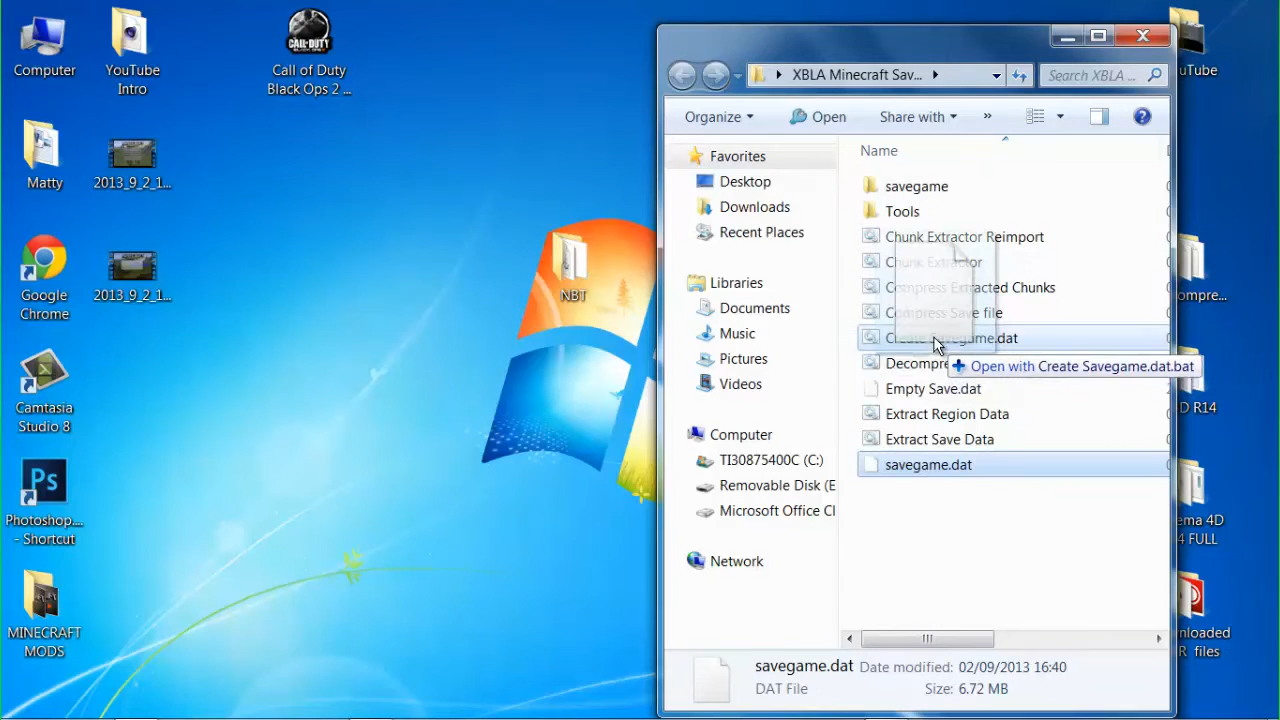 Computer
YouTube
Intro
Call of Duty
Black Ops 2 ...
Matty
2013_9_2_1...
Google
Chrome
2013_9_2_1...
Camtasia
Studio 8
Photoshop....
- Shortcut
MINECRAFT
MODS
NBT
XBLA Minecraft Sav...
Search XBLA ...
Organize
Open
Share with
»
Favorites
Desktop
Downloads
Recent Places
Libraries
Documents
Music
Pictures
Videos
Computer
TI30875400C (C:)
Removable Disk (E
Microsoft Office Cl
Network
Name
savegame
Tools
Chunk Extractor Reimport
Chunk Extractor
Compress Extracted Chunks
Compress Save file
Create Savegame.dat
Decompre
Open with Create Savegame.dat.bat
Empty Save.dat
Extract Region Data
Extract Save Data
savegame.dat
savegame.dat
Date modified: 02/09/2013 16:40
DAT File
Size: 6.72 MB
uTube
ompre...
D R14
ema 4D
4 FULL
nloaded
R files